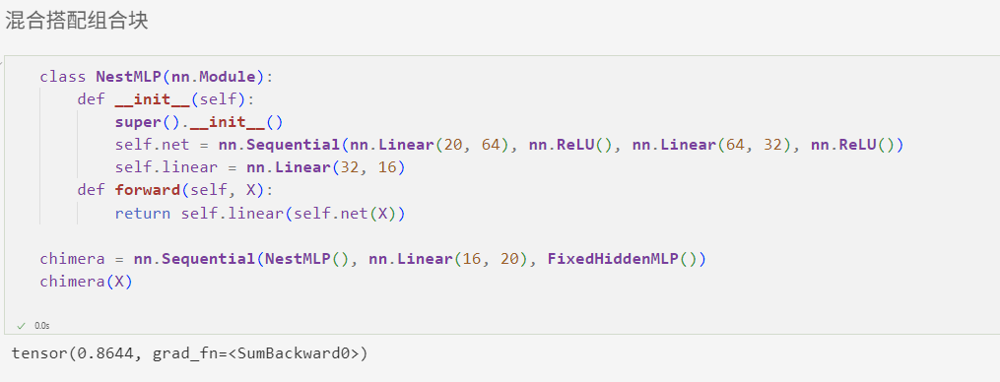 混合搭配组合块
class NestMLP(nn.Module):
    def __init__(self):
        super().__init__()
        self.net = nn.Sequential(nn.Linear(20, 64), nn.ReLU(), nn.Linear(64, 32), nn.ReLU())
        self.linear = nn.Linear(32, 16)
    def forward(self, X):
        return self.linear(self.net(X))
chimera = nn.Sequential(NestMLP(), nn.Linear(16, 20), FixedHiddenMLP())
chimera(X)
✓ 0.0s
tensor(0.8644, grad_fn=<SumBackward0>)